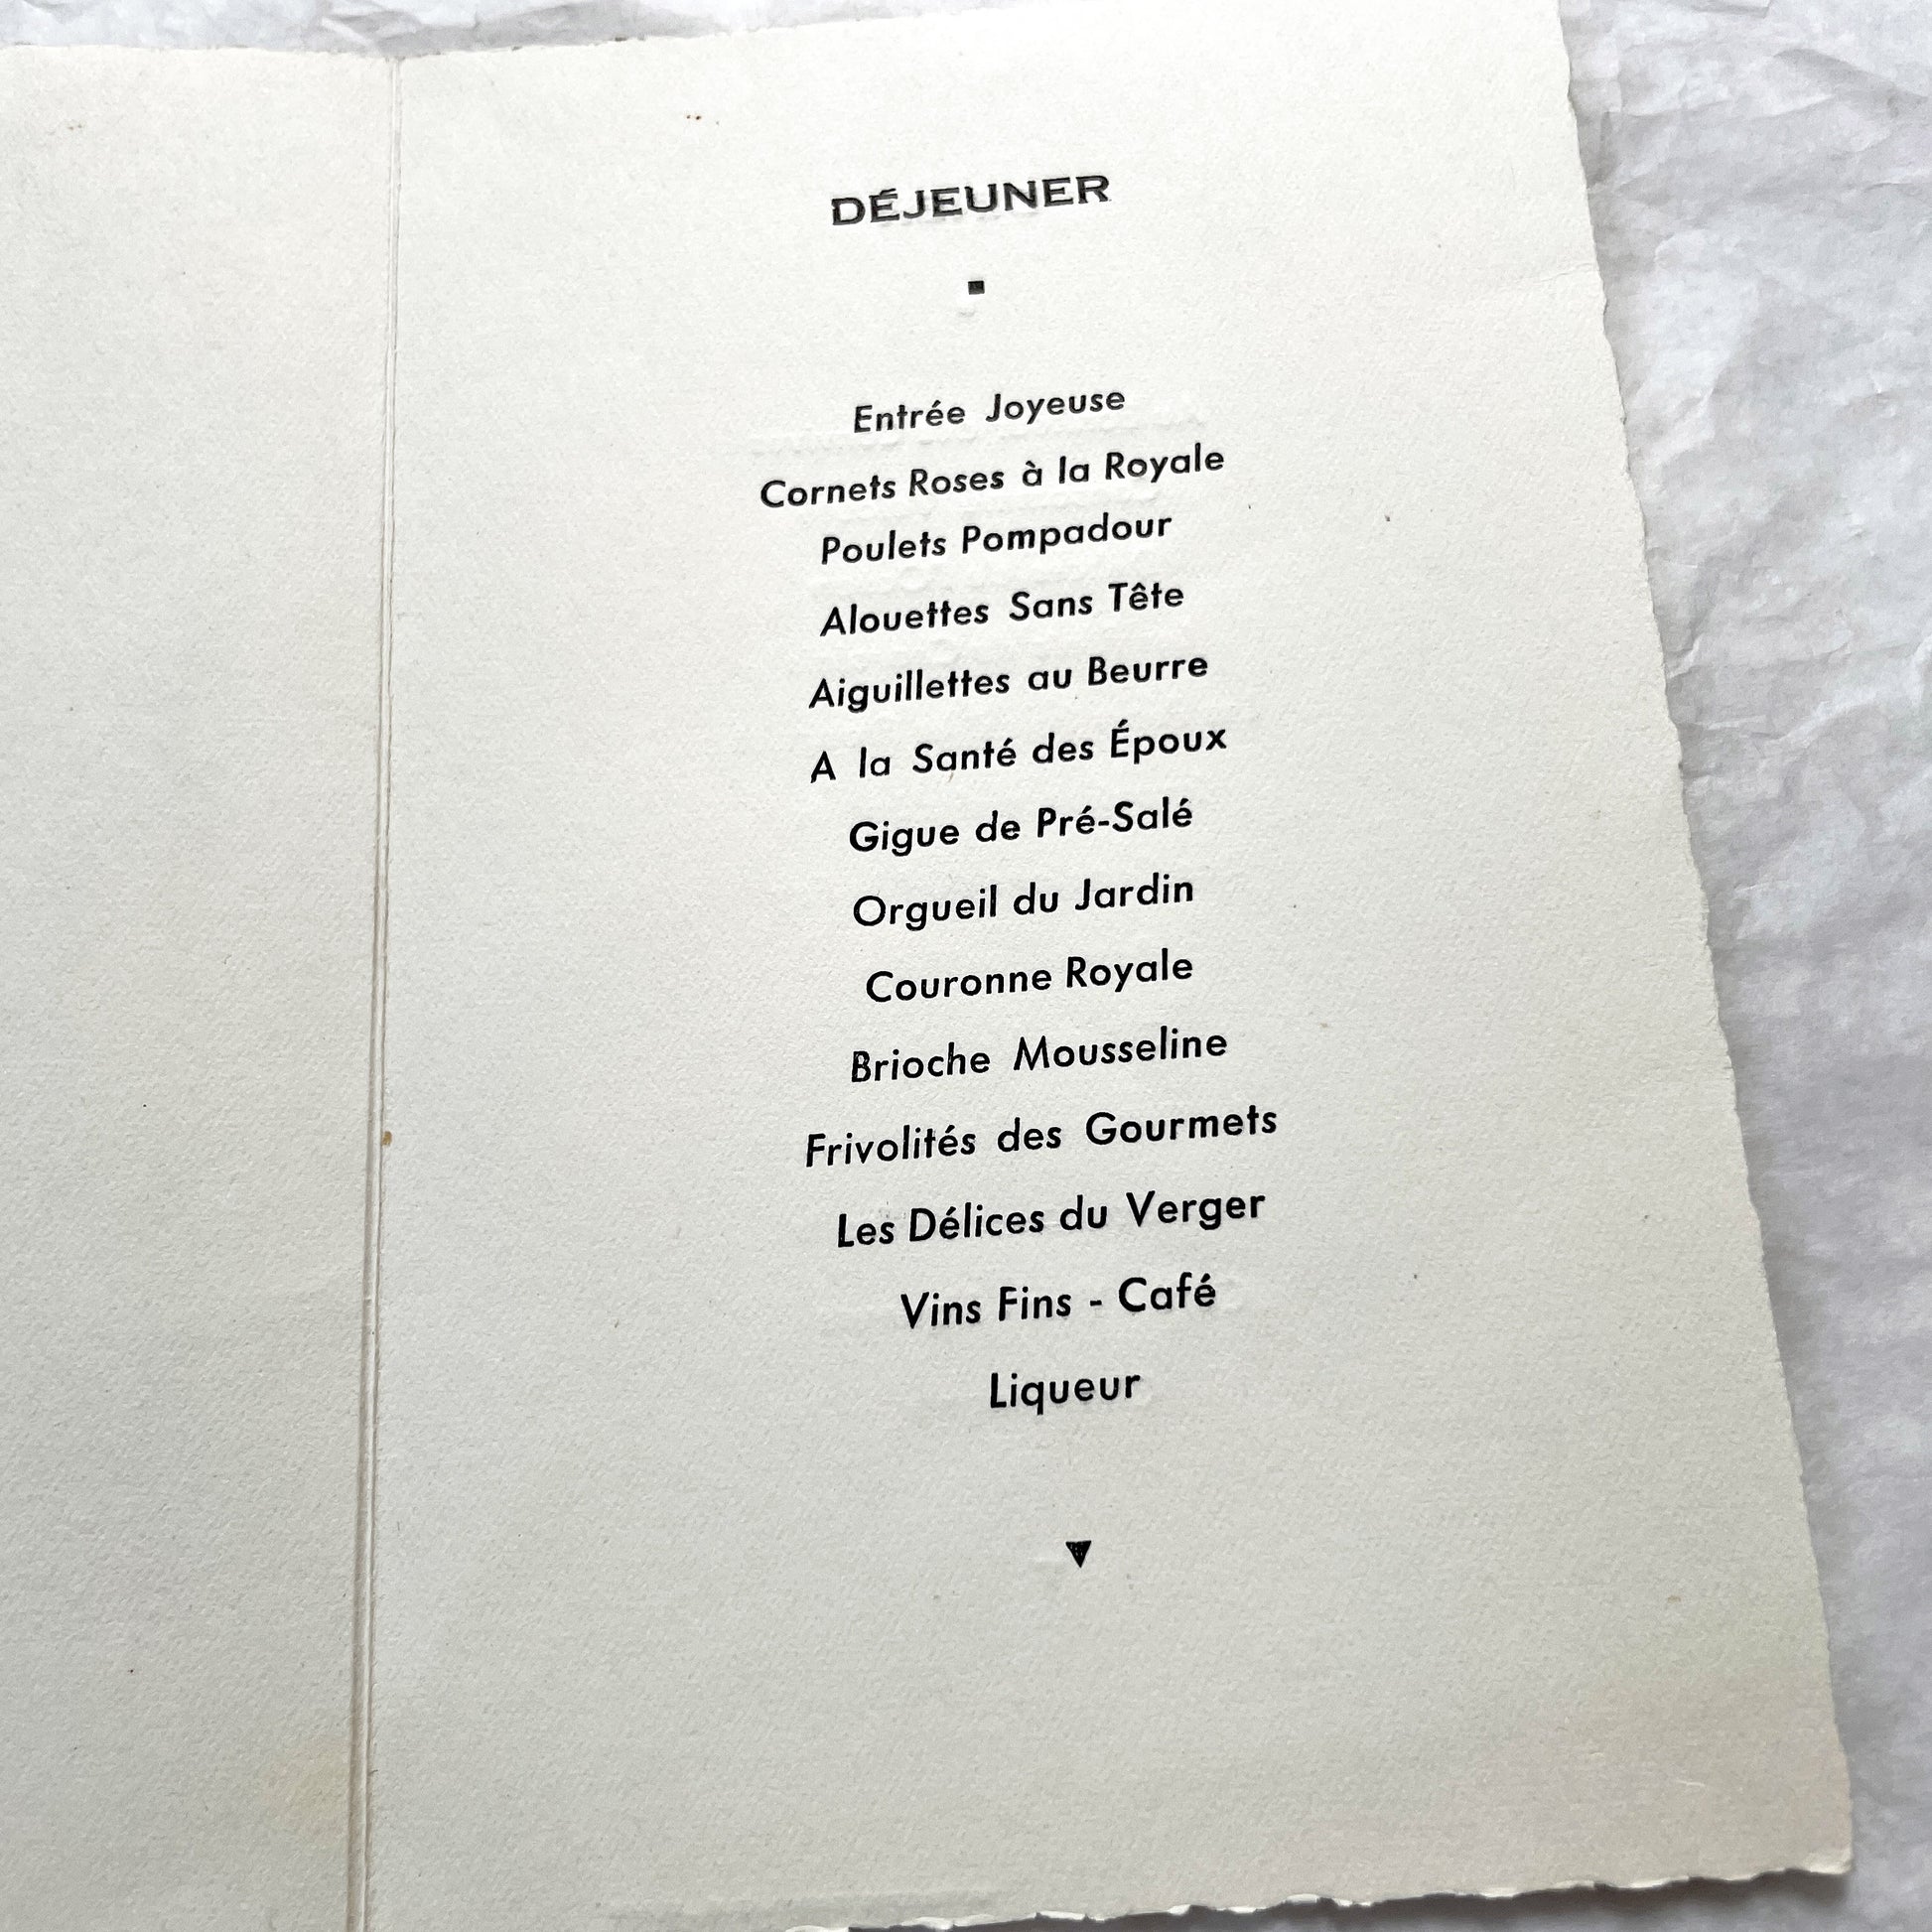 DÉJEUNER
Entrée Joyeuse
Cornets Roses à la Royale
Poulets Pompadour
Alouettes Sans Tête
Aiguillettes au Beurre
A la Santé des Époux
Gigue de Pré-Salé
Orgueil du Jardin
Couronne Royale
Brioche Mousseline
Frivolités des Gourmets
Les Délices du Verger
Vins Fins - Café
Liqueur